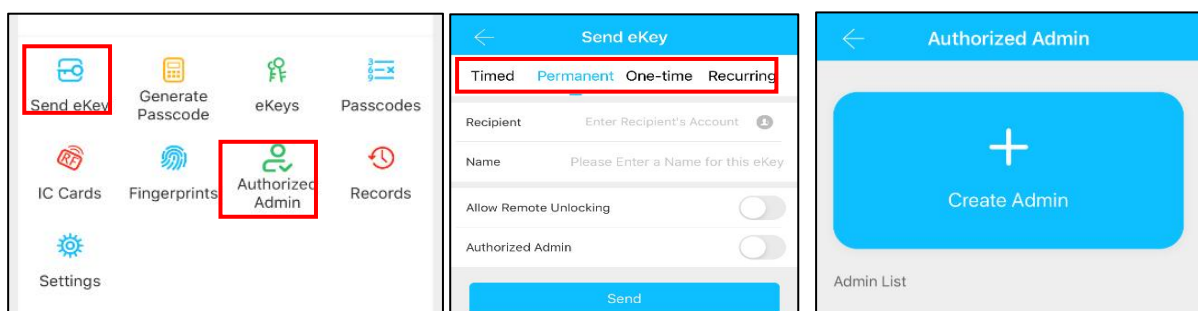 Send eKey
Generate
Passcode
eKeys
Passcodes
IC Cards
Fingerprints
Authorized
Admin
Records
Settings
Send eKey
Timed Permanent One-time Recurring
Recipient Enter Recipient's Account
Name Please Enter a Name for this eKey
Allow Remote Unlocking
Authorized Admin
Send
Authorized Admin
Create Admin
Admin List